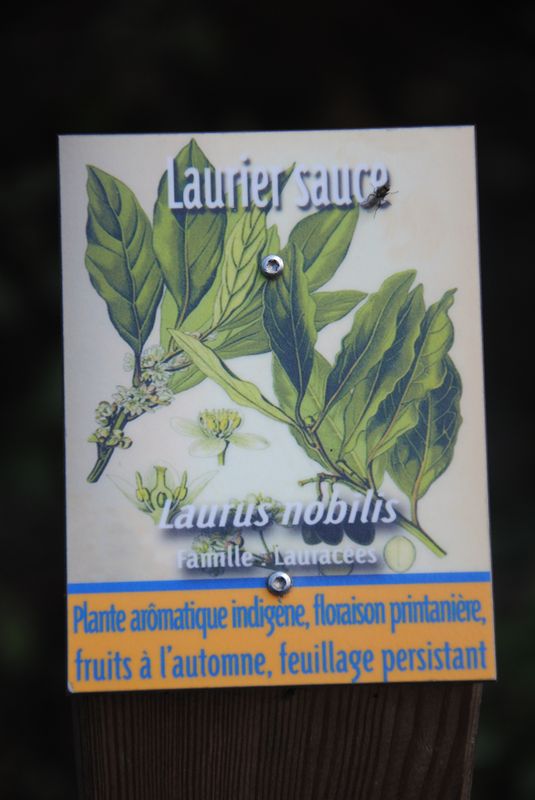 Laurier sauce
Laurus nobilis
Famille : Lauracées
Plante arômatique indigène, floraison printanière,
fruits à l'automne, feuillage persistant